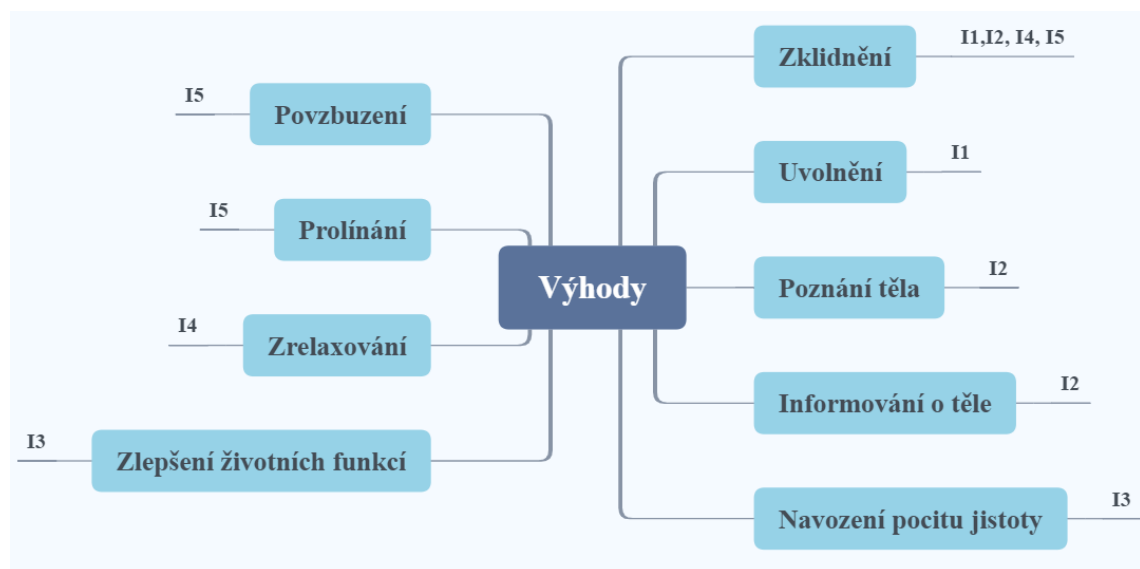 Výhody
Zklidnění
I1,I2, I4, I5
Uvolnění
I1
Poznání těla
I2
Informování o těle
I2
Navození pocitu jistoty
I3
I5
Povzbuzení
I5
Prolínání
I4
Zrelaxování
I3
Zlepšení životních funkcí